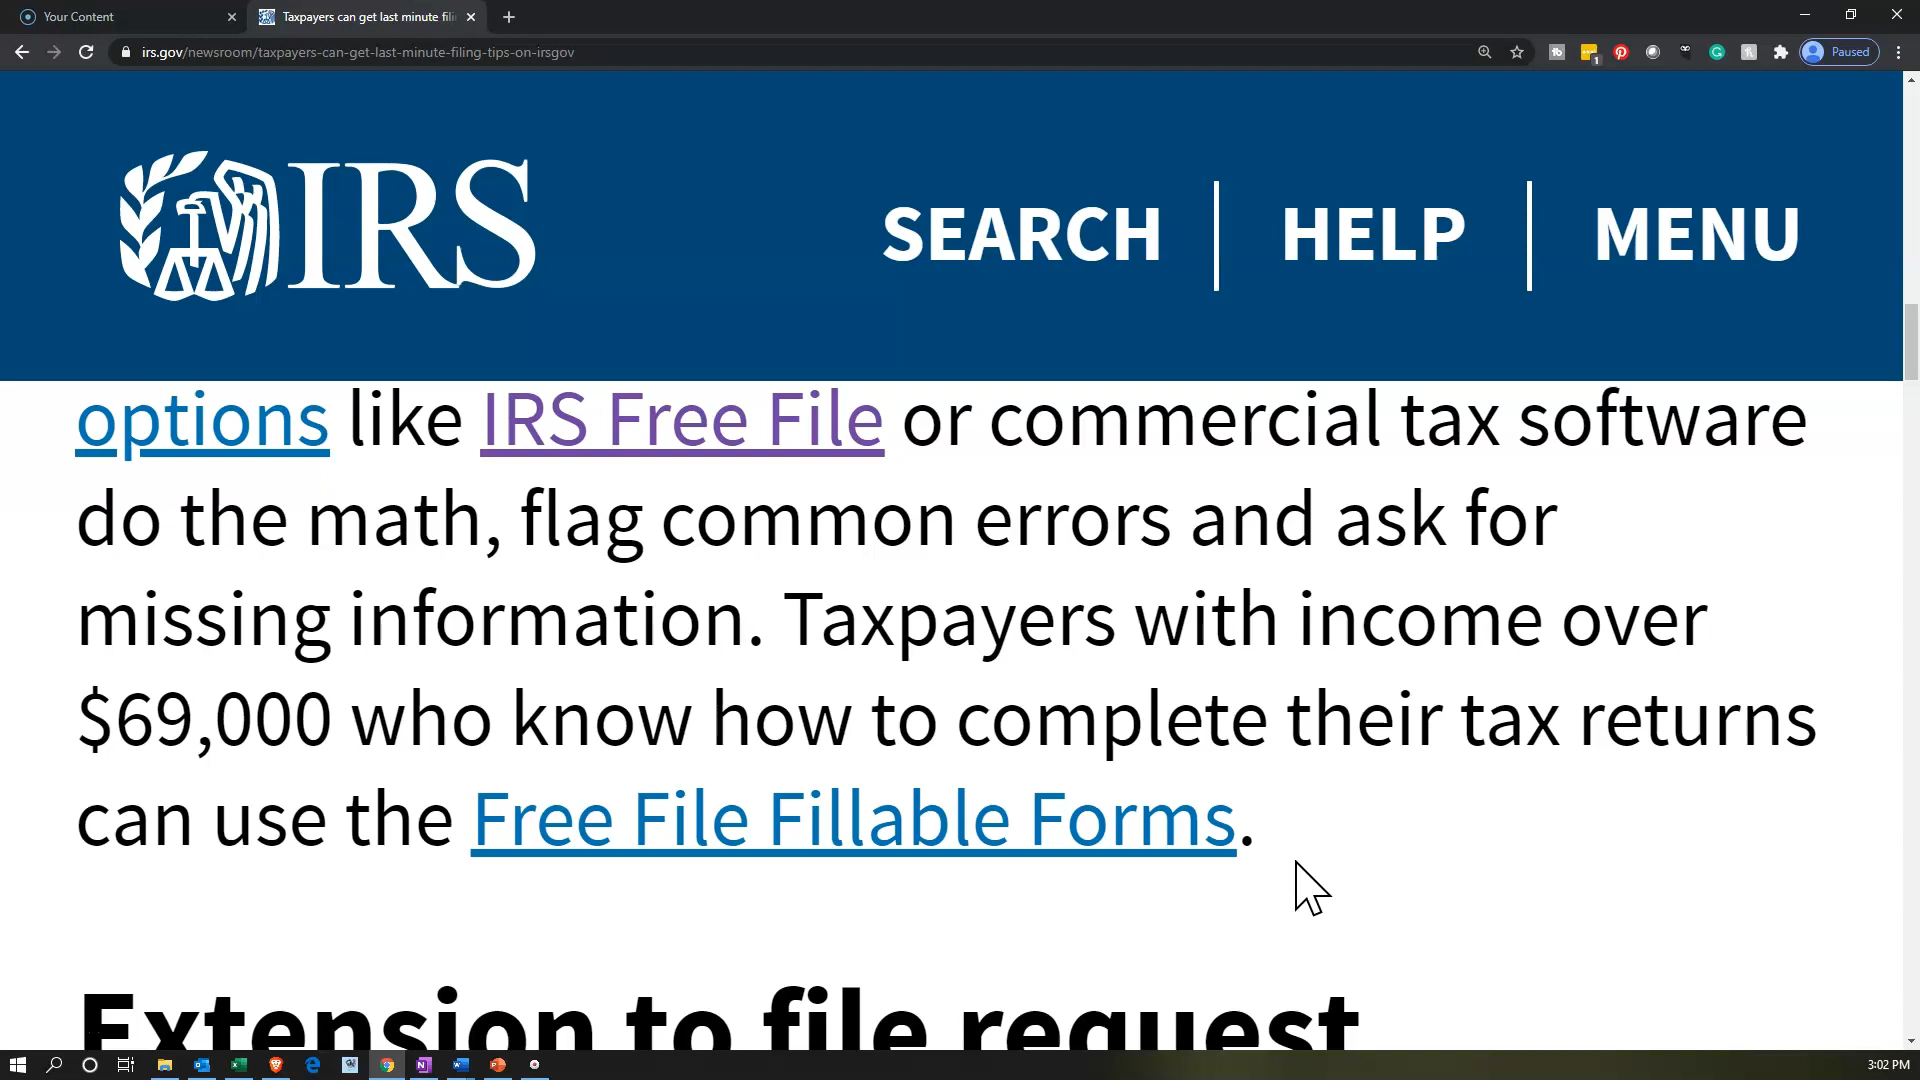 Your Content
Taxpayers can get last minute fili
irs.gov/newsroom/taxpayers-can-get-last-minute-filing-tips-on-irsgov
1
Paused
IRS
SEARCH
HELP
MENU
options like IRS Free File or commercial tax software
do the math, flag common errors and ask for
missing information. Taxpayers with income over
$69,000 who know how to complete their tax returns
can use the Free File Fillable Forms.
Extension to file request
3:02 PM